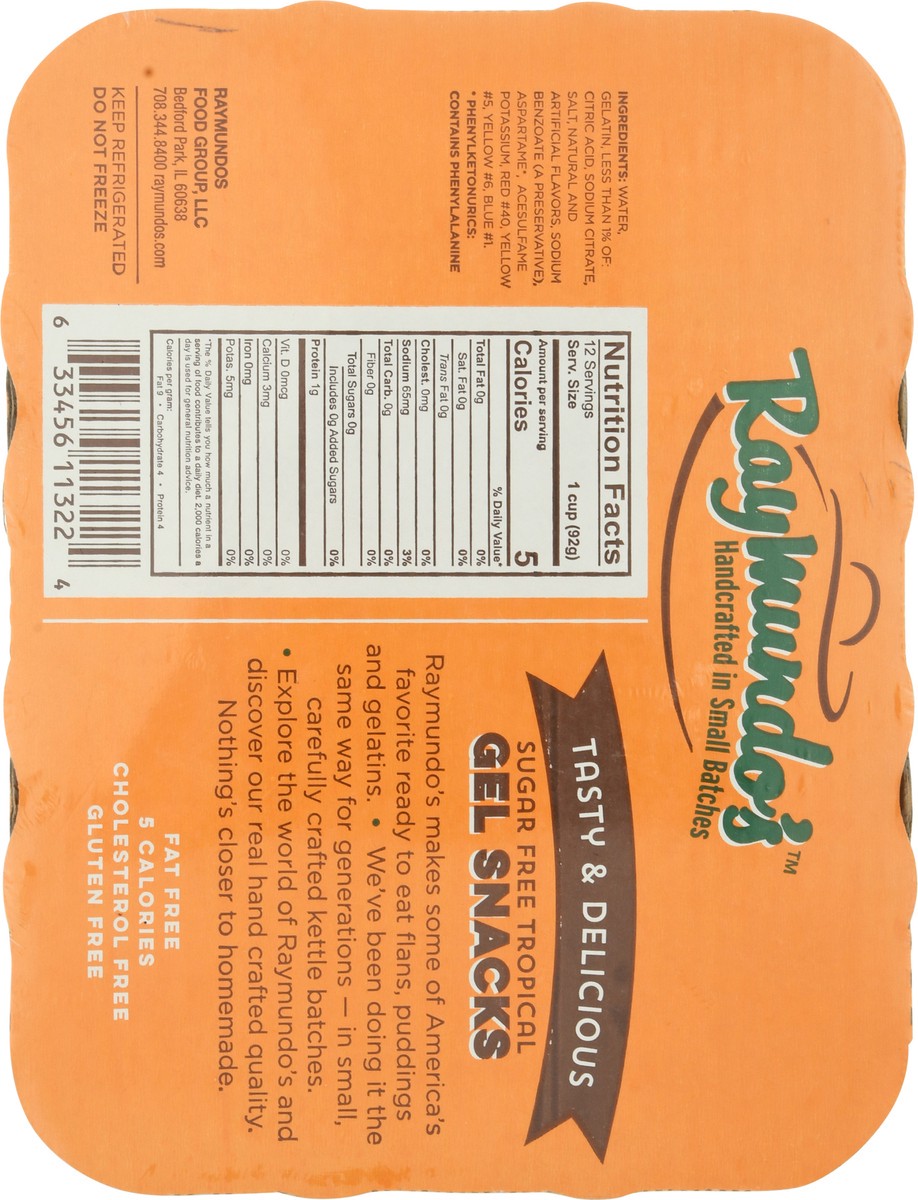 Raymundo's™
Handcrafted in Small Batches
INGREDIENTS: WATER,
GELATIN, LESS THAN 1% OF:
CITRIC ACID, SODIUM CITRATE,
SALT, NATURAL AND
ARTIFICIAL FLAVORS, SODIUM
BENZOATE (A PRESERVATIVE),
ASPARTAME*, ACESULFAME
POTASSIUM, RED #40, YELLOW
#5, YELLOW #6, BLUE #1.
* PHENYLKETONURICS:
CONTAINS PHENYLALANINE
RAYMUNDOS
FOOD GROUP, LLC
Bedford Park, IL 60638
708.344.8400 raymundos.com
KEEP REFRIGERATED
DO NOT FREEZE
Nutrition Facts
12 Servings
Serv. Size 1 cup (92g)
Amount per serving
Calories 5
% Daily Value*
Total Fat 0g 0%
Sat. Fat 0g 0%
Trans Fat 0g
Cholest. 0mg 0%
Sodium 65mg 3%
Total Carb. 0g 0%
Fiber 0g 0%
Total Sugars 0g
Includes 0g Added Sugars 0%
Protein 1g
Vit. D 0mcg 0%
Calcium 3mg 0%
Iron 0mg 0%
Potas. 5mg 0%
*The % Daily Value tells you how much a nutrient in a
serving of food contributes to a daily diet. 2,000 calories a
day is used for general nutrition advice.
Calories per gram:
Fat 9 • Carbohydrate 4 • Protein 4
6 33456 11322 4
TASTY & DELICIOUS
SUGAR FREE TROPICAL
GEL SNACKS
Raymundo's makes some of America's
favorite ready to eat flans, puddings
and gelatins. • We've been doing it the
same way for generations — in small,
carefully crafted kettle batches.
• Explore the world of Raymundo's and
discover our real hand crafted quality.
Nothing's closer to homemade.
FAT FREE
5 CALORIES
CHOLESTEROL FREE
GLUTEN FREE